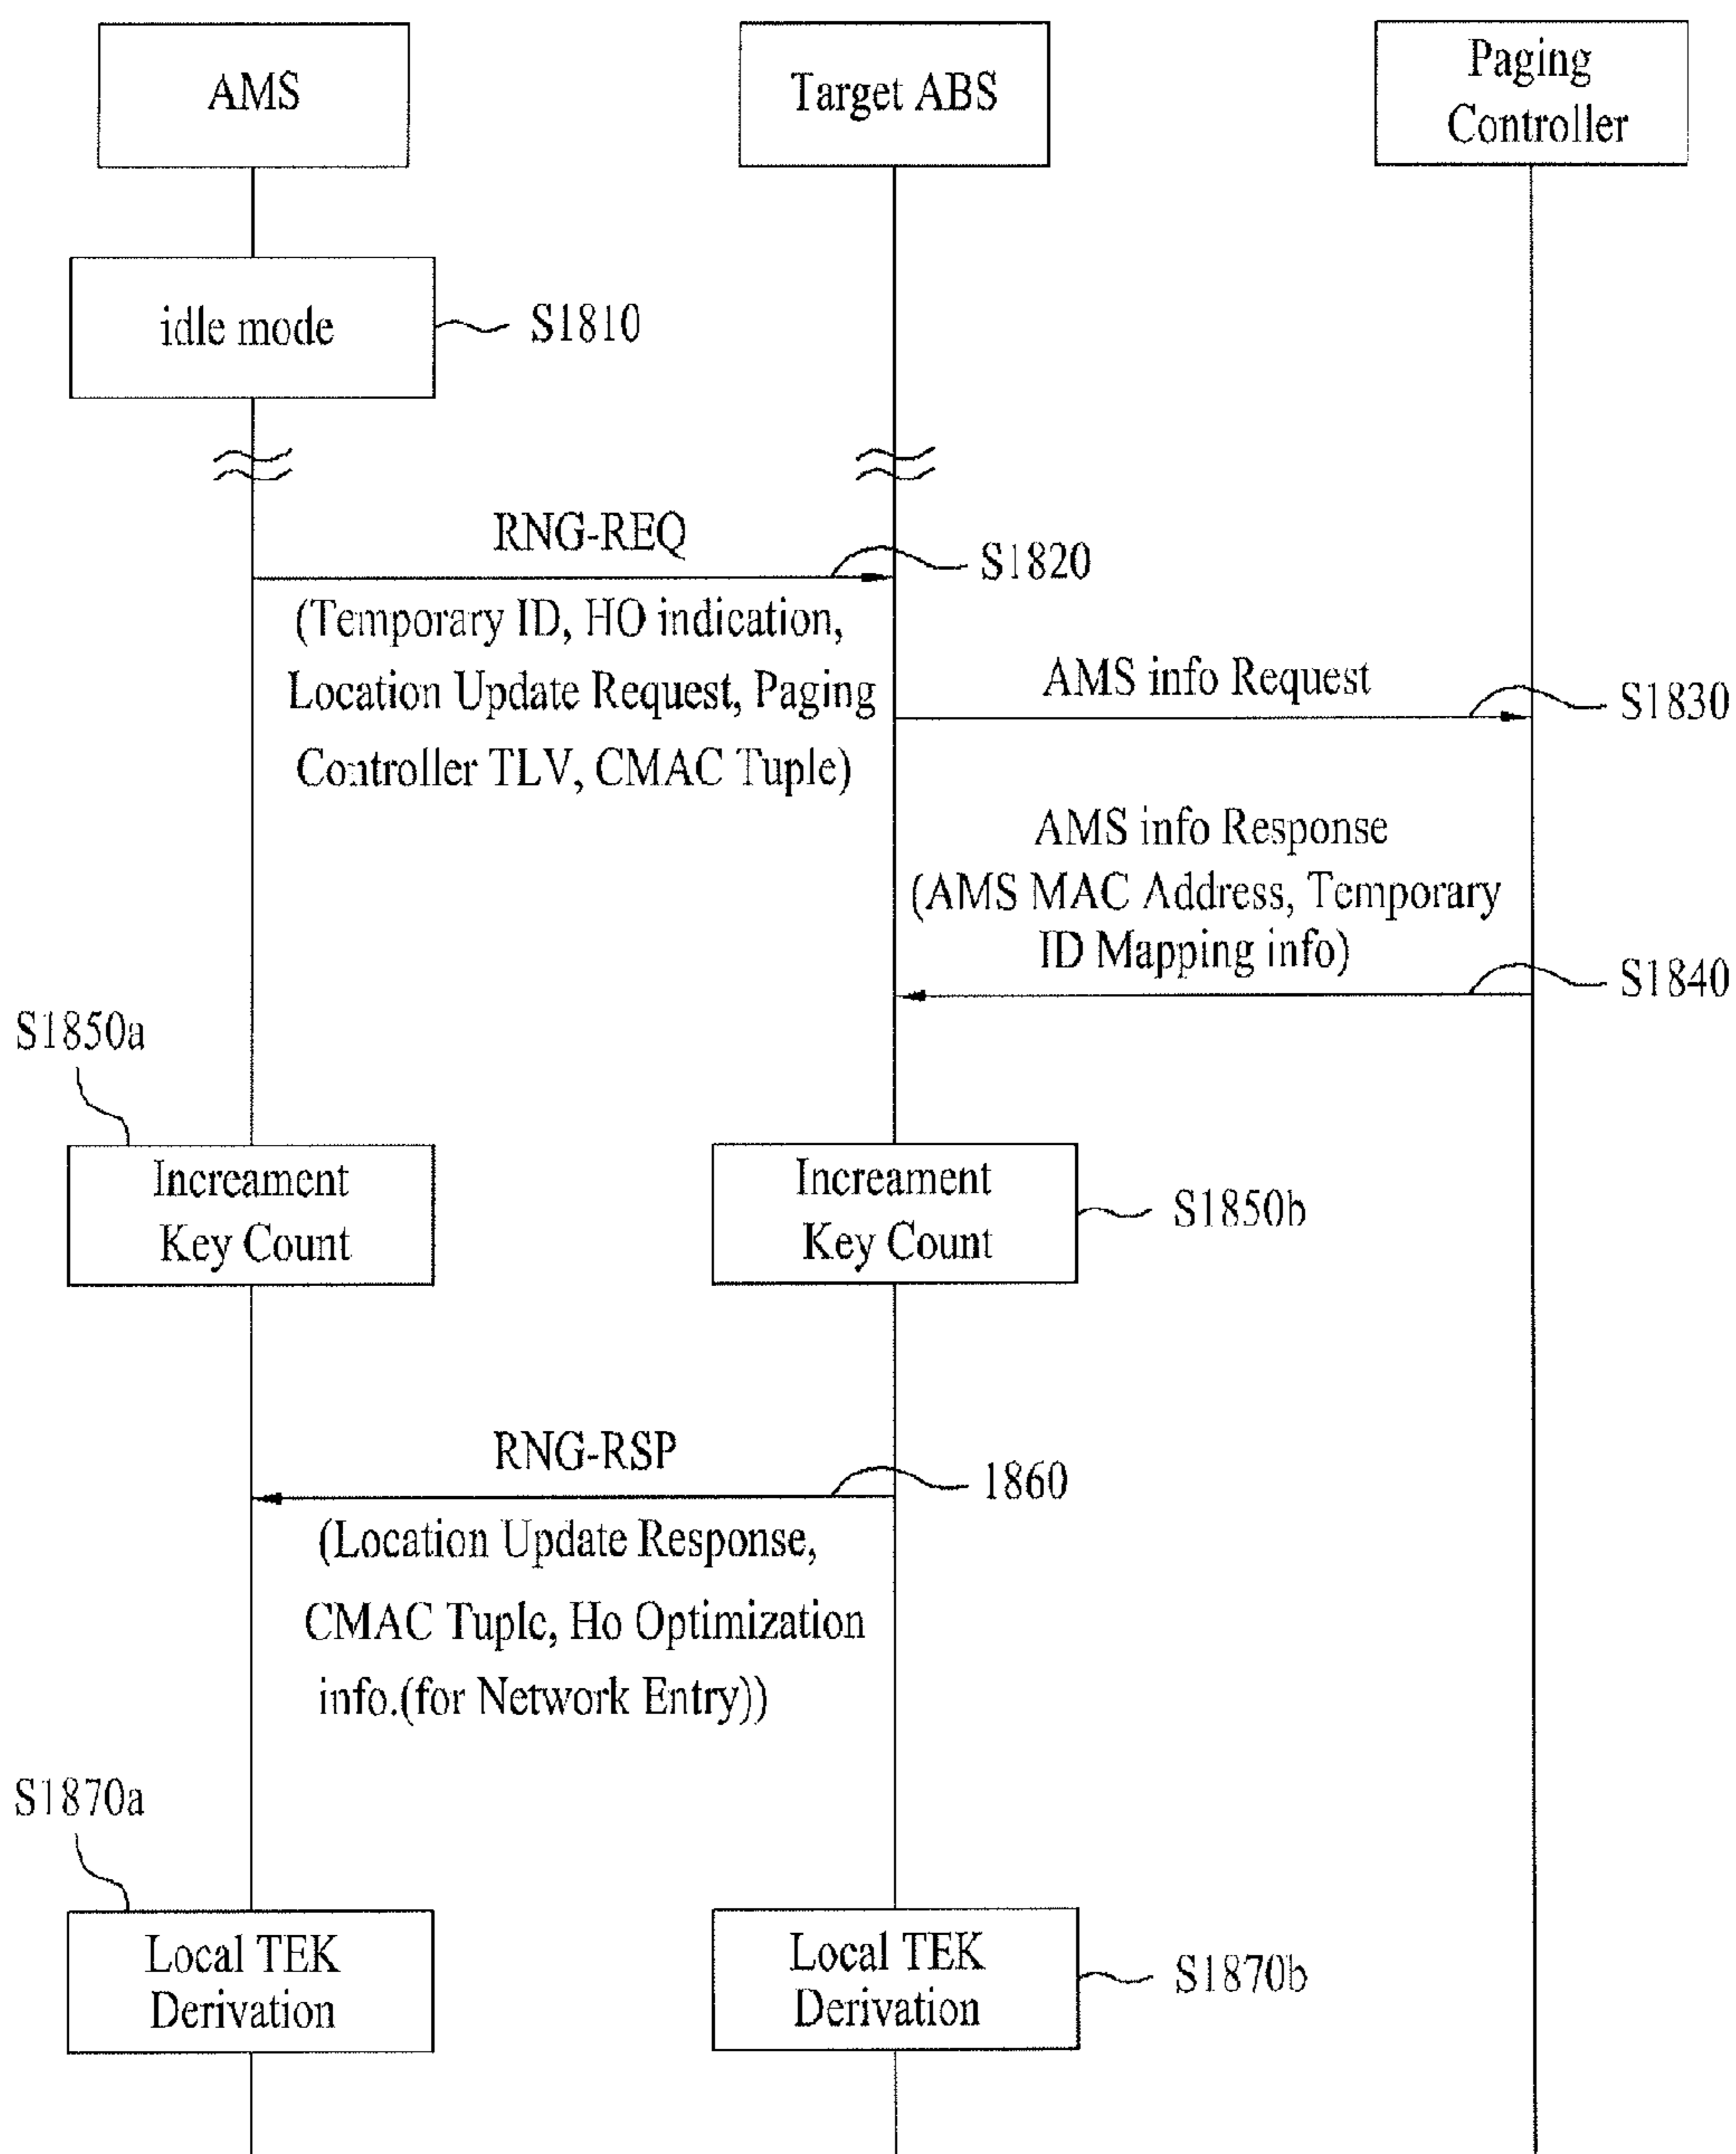 AMS
Target ABS
Paging
Controller
idle mode
S1810
RNG-REQ
S1820
(Temporary ID, HO indication,
Location Update Request, Paging
Controller TLV, CMAC Tuple)
AMS info Request
S1830
AMS info Response
(AMS MAC Address, Temporary
ID Mapping info)
S1840
S1850a
Increament
Key Count
Increament
Key Count
S1850b
RNG-RSP
1860
(Location Update Response,
CMAC Tuple, Ho Optimization
info.(for Network Entry))
S1870a
Local TEK
Derivation
Local TEK
Derivation
S1870b